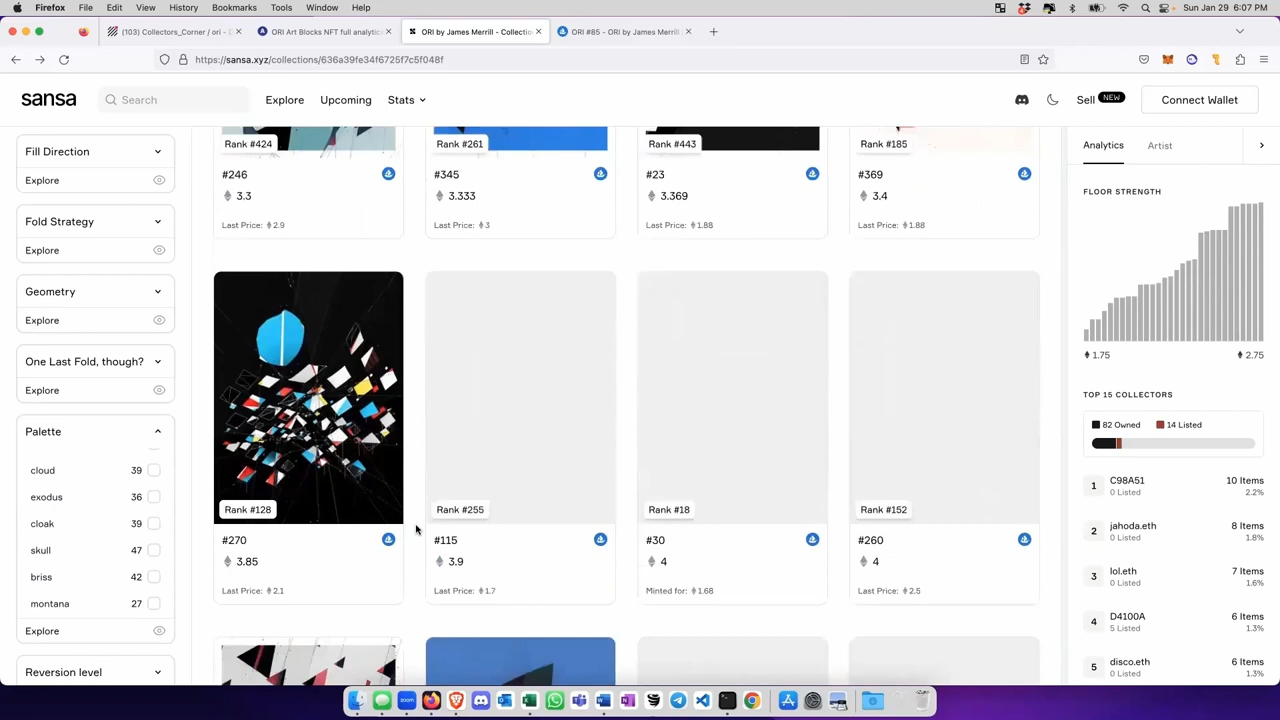 Firefox File Edit View History Bookmarks Tools Window Help Sun Jan 29 6:07 PM
(103) Collectors_Corner / ori - D
ORI Art Blocks NFT full analytic
ORI by James Merrill - Collectio
ORI #85 - ORI by James Merrill
https://sansa.xyz/collections/636a39fe34f6725f7c5f048f
sansa Search Explore Upcoming Stats Sell NEW Connect Wallet
Fill Direction
Explore
Fold Strategy
Explore
Geometry
Explore
One Last Fold, though?
Explore
Palette
cloud 39
exodus 36
cloak 39
skull 47
briss 42
montana 27
Explore
Reversion level
Rank #424 Rank #261 Rank #443 Rank #185
#246 #345 #23 #369
3.3 3.333 3.369 3.4
Last Price: 2.9 Last Price: 3 Last Price: 1.88 Last Price: 1.88
Rank #128 Rank #255 Rank #18 Rank #152
#270 #115 #30 #260
3.85 3.9 4 4
Last Price: 2.1 Last Price: 1.7 Minted for: 1.68 Last Price: 2.5
Analytics Artist
FLOOR STRENGTH
1.75 2.75
TOP 15 COLLECTORS
82 Owned 14 Listed
1 C98A51 10 Items
0 Listed 2.2%
2 jahoda.eth 8 Items
0 Listed 1.8%
3 lol.eth 7 Items
0 Listed 1.6%
4 D4100A 6 Items
5 Listed 1.3%
5 disco.eth 6 Items
0 Listed 1.3%
zoom